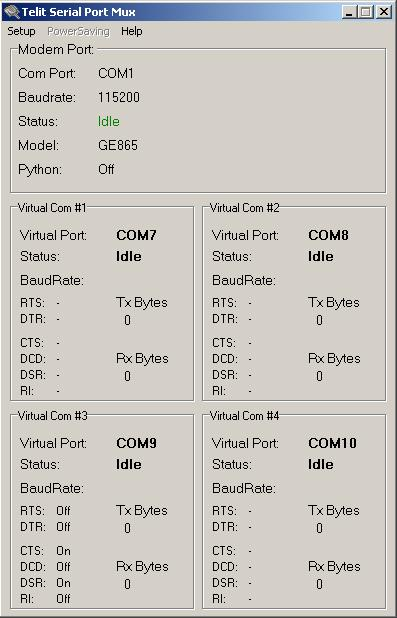 Telit Serial Port Mux
Setup PowerSaving Help
Modem Port:
Com Port: COM1
Baudrate: 115200
Status: Idle
Model: GE865
Python: Off
Virtual Com #1
Virtual Port: COM7
Status: Idle
BaudRate:
RTS: - Tx Bytes
DTR: - 0
CTS: -
DCD: - Rx Bytes
DSR: - 0
RI: -
Virtual Com #2
Virtual Port: COM8
Status: Idle
BaudRate:
RTS: - Tx Bytes
DTR: - 0
CTS: -
DCD: - Rx Bytes
DSR: - 0
RI: -
Virtual Com #3
Virtual Port: COM9
Status: Idle
BaudRate:
RTS: Off Tx Bytes
DTR: Off 0
CTS: On
DCD: Off Rx Bytes
DSR: On 0
RI: Off
Virtual Com #4
Virtual Port: COM10
Status: Idle
BaudRate:
RTS: - Tx Bytes
DTR: - 0
CTS: -
DCD: - Rx Bytes
DSR: - 0
RI: -